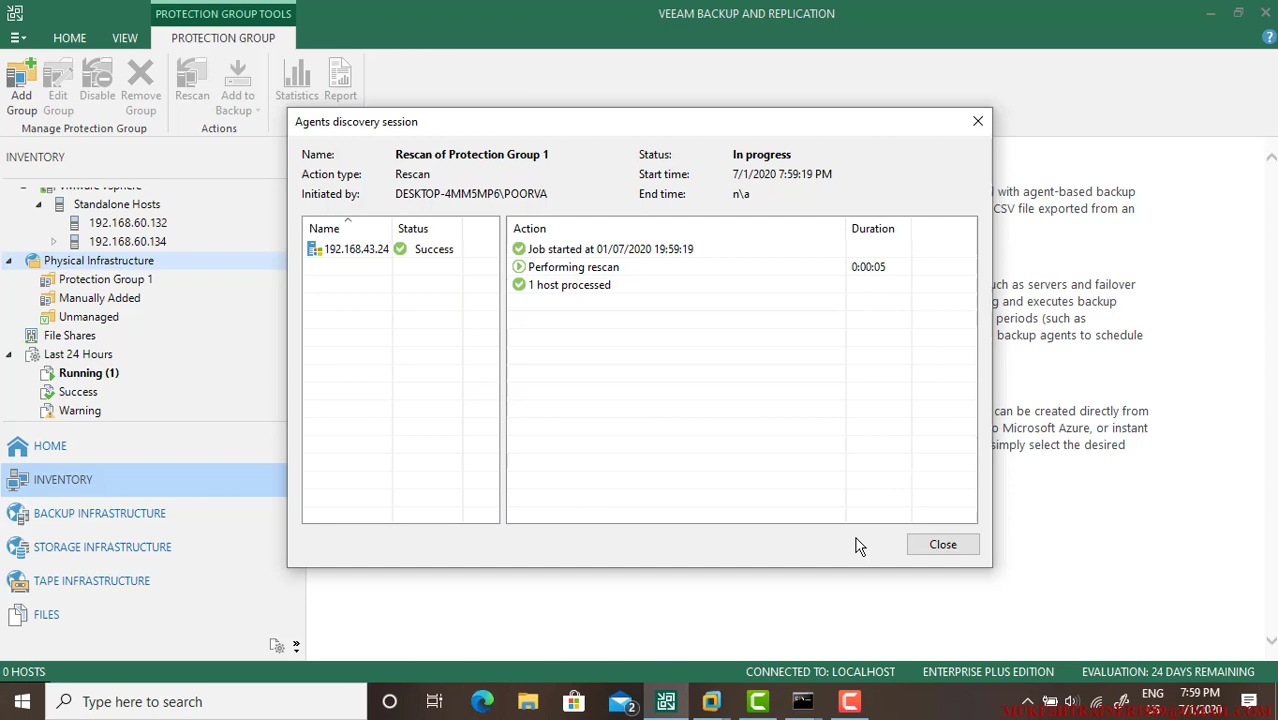 PROTECTION GROUP TOOLS
VEEAM BACKUP AND REPLICATION
HOME
VIEW
PROTECTION GROUP
Add
Group
Edit
Group
Disable
Remove
Group
Rescan
Add to
Backup
Statistics
Report
Manage Protection Group
Actions
INVENTORY
VMware vSphere
Standalone Hosts
192.168.60.132
192.168.60.134
Physical Infrastructure
Protection Group 1
Manually Added
Unmanaged
File Shares
Last 24 Hours
Running (1)
Success
Warning
HOME
INVENTORY
BACKUP INFRASTRUCTURE
STORAGE INFRASTRUCTURE
TAPE INFRASTRUCTURE
FILES
Agents discovery session
Name: Rescan of Protection Group 1
Status: In progress
Action type: Rescan
Start time: 7/1/2020 7:59:19 PM
Initiated by: DESKTOP-4MM5MP6\POORVA
End time: n\a
Name Status
192.168.43.24 Success
Action Duration
Job started at 01/07/2020 19:59:19
Performing rescan 0:00:05
1 host processed
Close
with agent-based backup
CSV file exported from an
such as servers and failover
and executes backup
periods (such as
backup agents to schedule
can be created directly from
to Microsoft Azure, or instant
simply select the desired
0 HOSTS
CONNECTED TO: LOCALHOST
ENTERPRISE PLUS EDITION
EVALUATION: 24 DAYS REMAINING
Type here to search
2
ENG
7:59 PM
7/1/2020